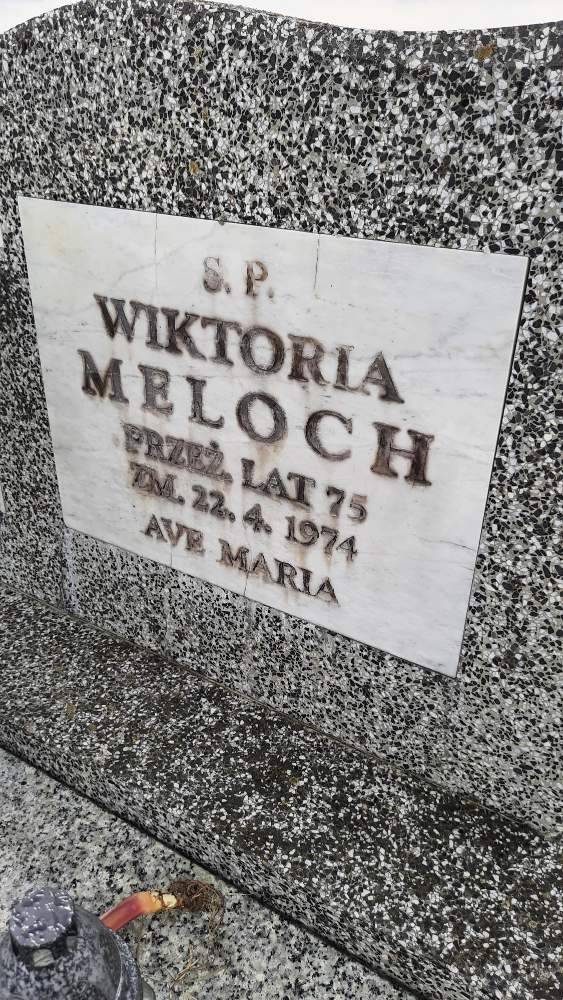 Ś. P.
WIKTORIA
MELOCH
PRZEŻ. LAT 75
ZM. 22. 4. 1974
AVE MARIA